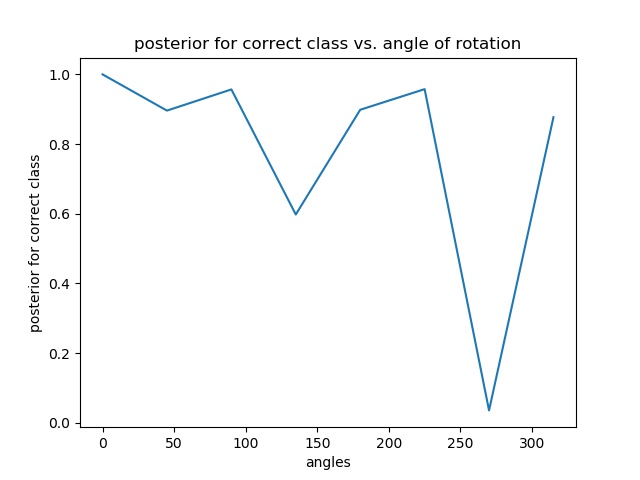 posterior for correct class vs. angle of rotation
posterior for correct class
1.0
0.8
0.6
0.4
0.2
0.0
0 50 100 150 200 250 300
angles